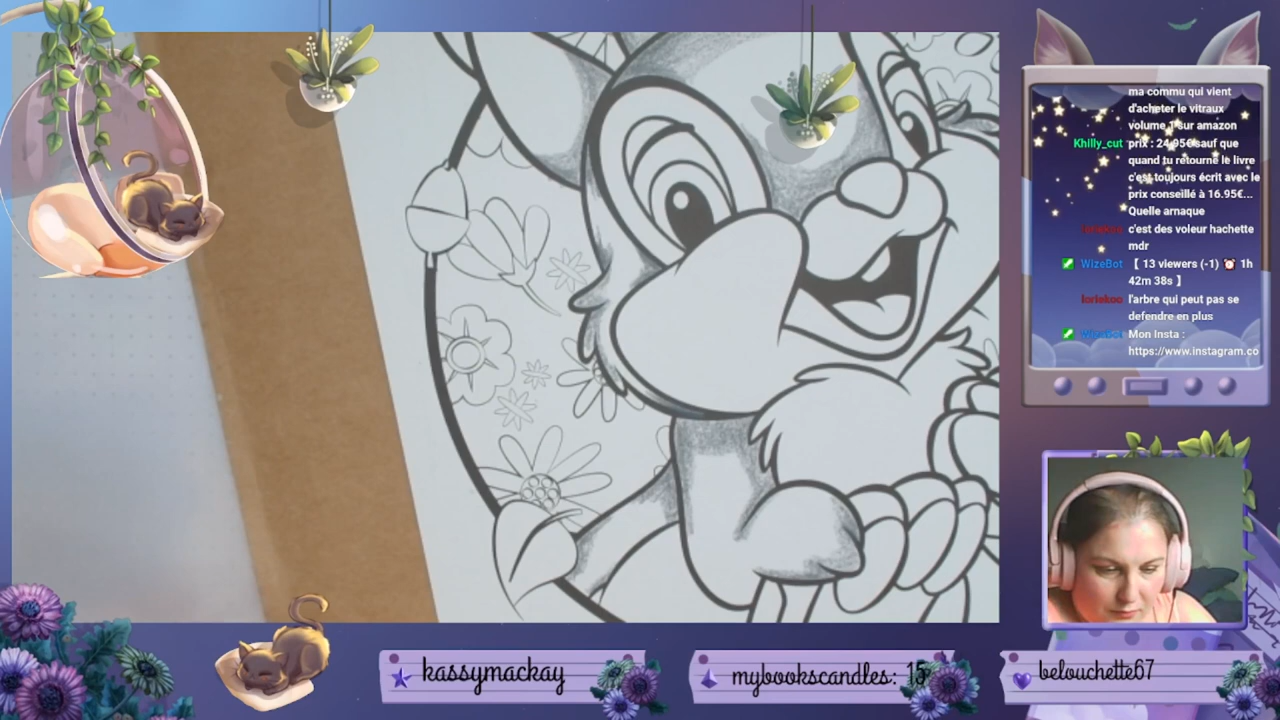 ma commu qui vient
d'acheter le vitraux
volume 1 sur amazon
Khilly_cut prix : 24,95€ sauf que
quand tu retourne le livre
c'est toujours écrit avec le
prix conseillé à 16.95€...
Quelle arnaque
loriekoo c'est des voleur hachette
mdr
WizeBot 【 13 viewers (-1) ⏰ 1h
42m 38s 】
loriekoo l'arbre qui peut pas se
defendre en plus
WizeBot Mon Insta :
https://www.instagram.co
kassymackay
mybookscandles: 15
belouchette67